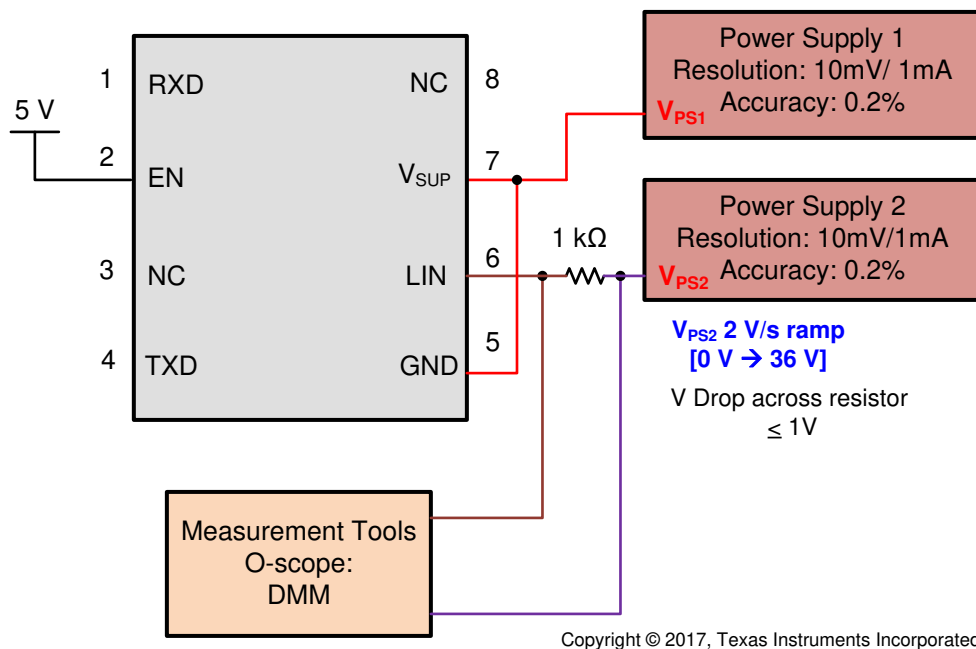 5 V
1
RXD
2
EN
3
NC
4
TXD
NC
8
VSUP
7
LIN
6
GND
5
1 kΩ
Power Supply 1
Resolution: 10mV/ 1mA
Accuracy: 0.2%
VPS1
Power Supply 2
Resolution: 10mV/1mA
Accuracy: 0.2%
VPS2
VPS2 2 V/s ramp
[0 V → 36 V]
V Drop across resistor
≤ 1V
Measurement Tools
O-scope:
DMM
Copyright © 2017, Texas Instruments Incorporated